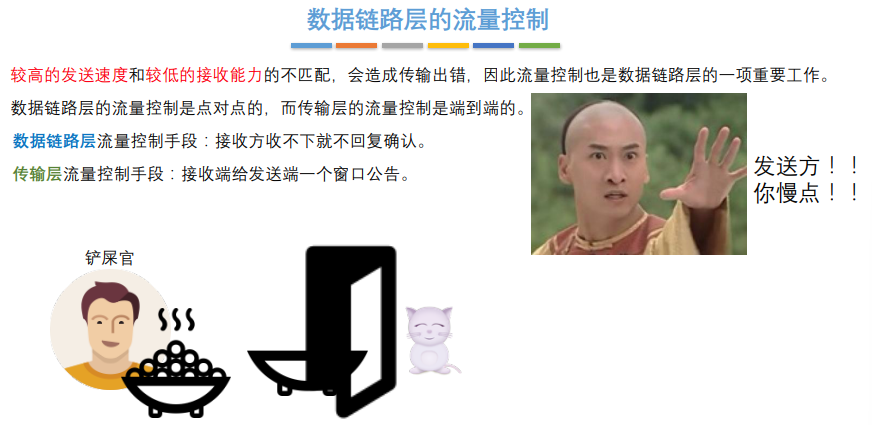 数据链路层的流量控制
较高的发送速度和较低的接收能力的不匹配，会造成传输出错，因此流量控制也是数据链路层的一项重要工作。
数据链路层的流量控制是点对点的，而传输层的流量控制是端到端的。
数据链路层流量控制手段：接收方收不下就不回复确认。
传输层流量控制手段：接收端给发送端一个窗口公告。
发送方！！
你慢点！！
铲屎官